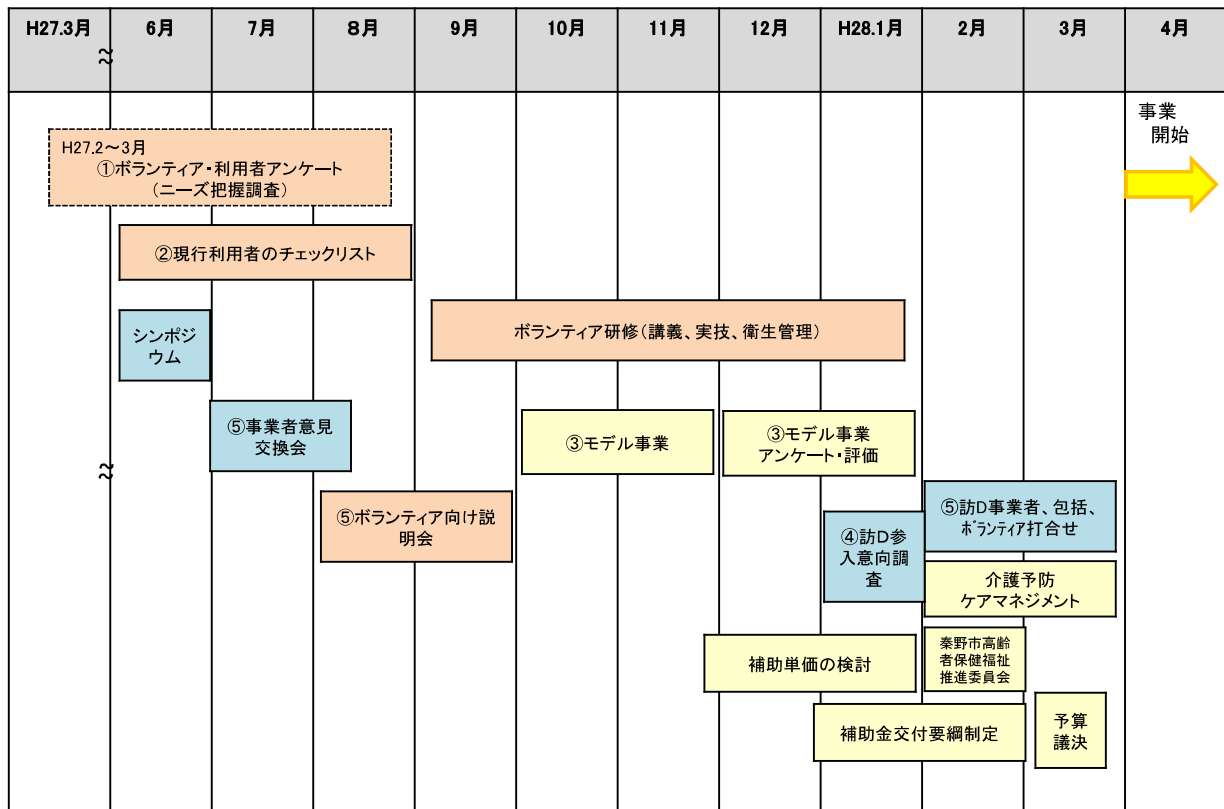 H27.3月
6月
7月
8月
9月
10月
11月
12月
H28.1月
2月
3月
4月
≈
事業
開始
H27.2～3月
①ボランティア・利用者アンケート
（ニーズ把握調査）
②現行利用者のチェックリスト
シンポジ
ウム
ボランティア研修（講義、実技、衛生管理）
⑤事業者意見
交換会
③モデル事業
③モデル事業
アンケート・評価
≈
⑤ボランティア向け説
明会
④訪D参
入意向調
査
⑤訪D事業者、包括、
ボランティア打合せ
介護予防
ケアマネジメント
補助単価の検討
秦野市高齢
者保健福祉
推進委員会
補助金交付要綱制定
予算
議決